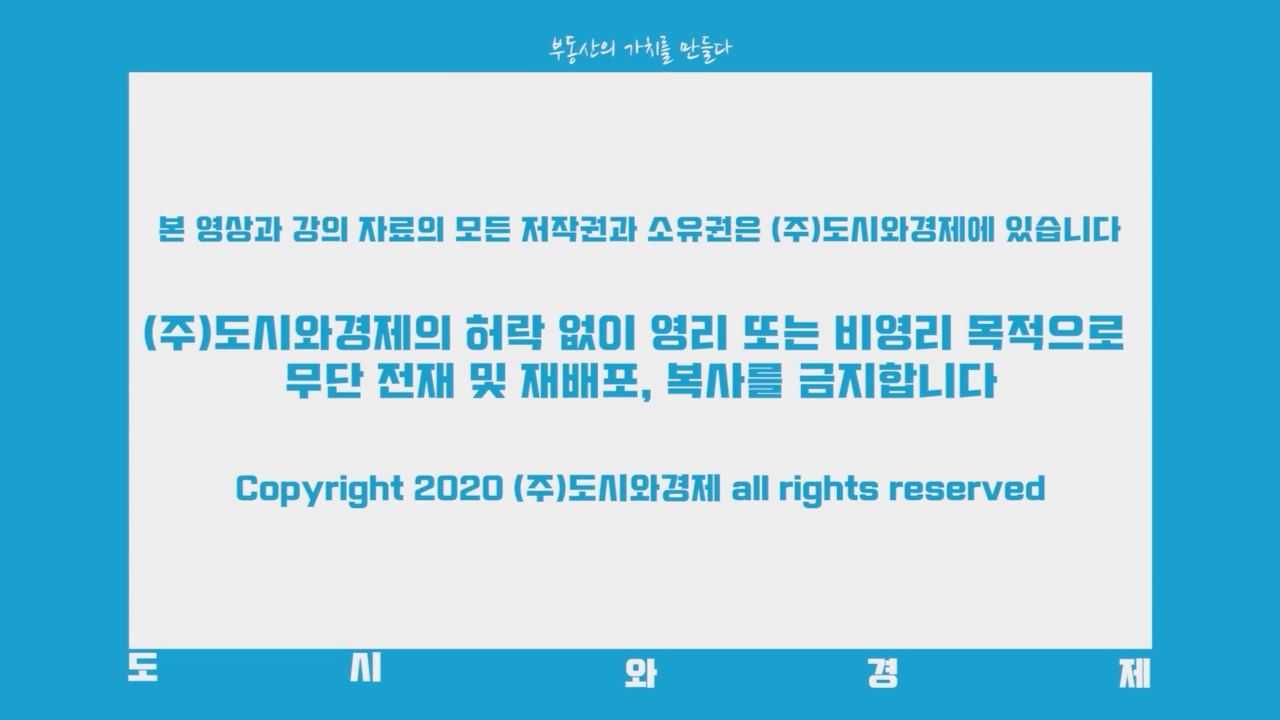 부동산의 가치를 만들다
본 영상과 강의 자료의 모든 저작권과 소유권은 (주)도시와경제에 있습니다
(주)도시와경제의 허락 없이 영리 또는 비영리 목적으로
무단 전재 및 재배포, 복사를 금지합니다
Copyright 2020 (주)도시와경제 all rights reserved
도 시 와 경 제